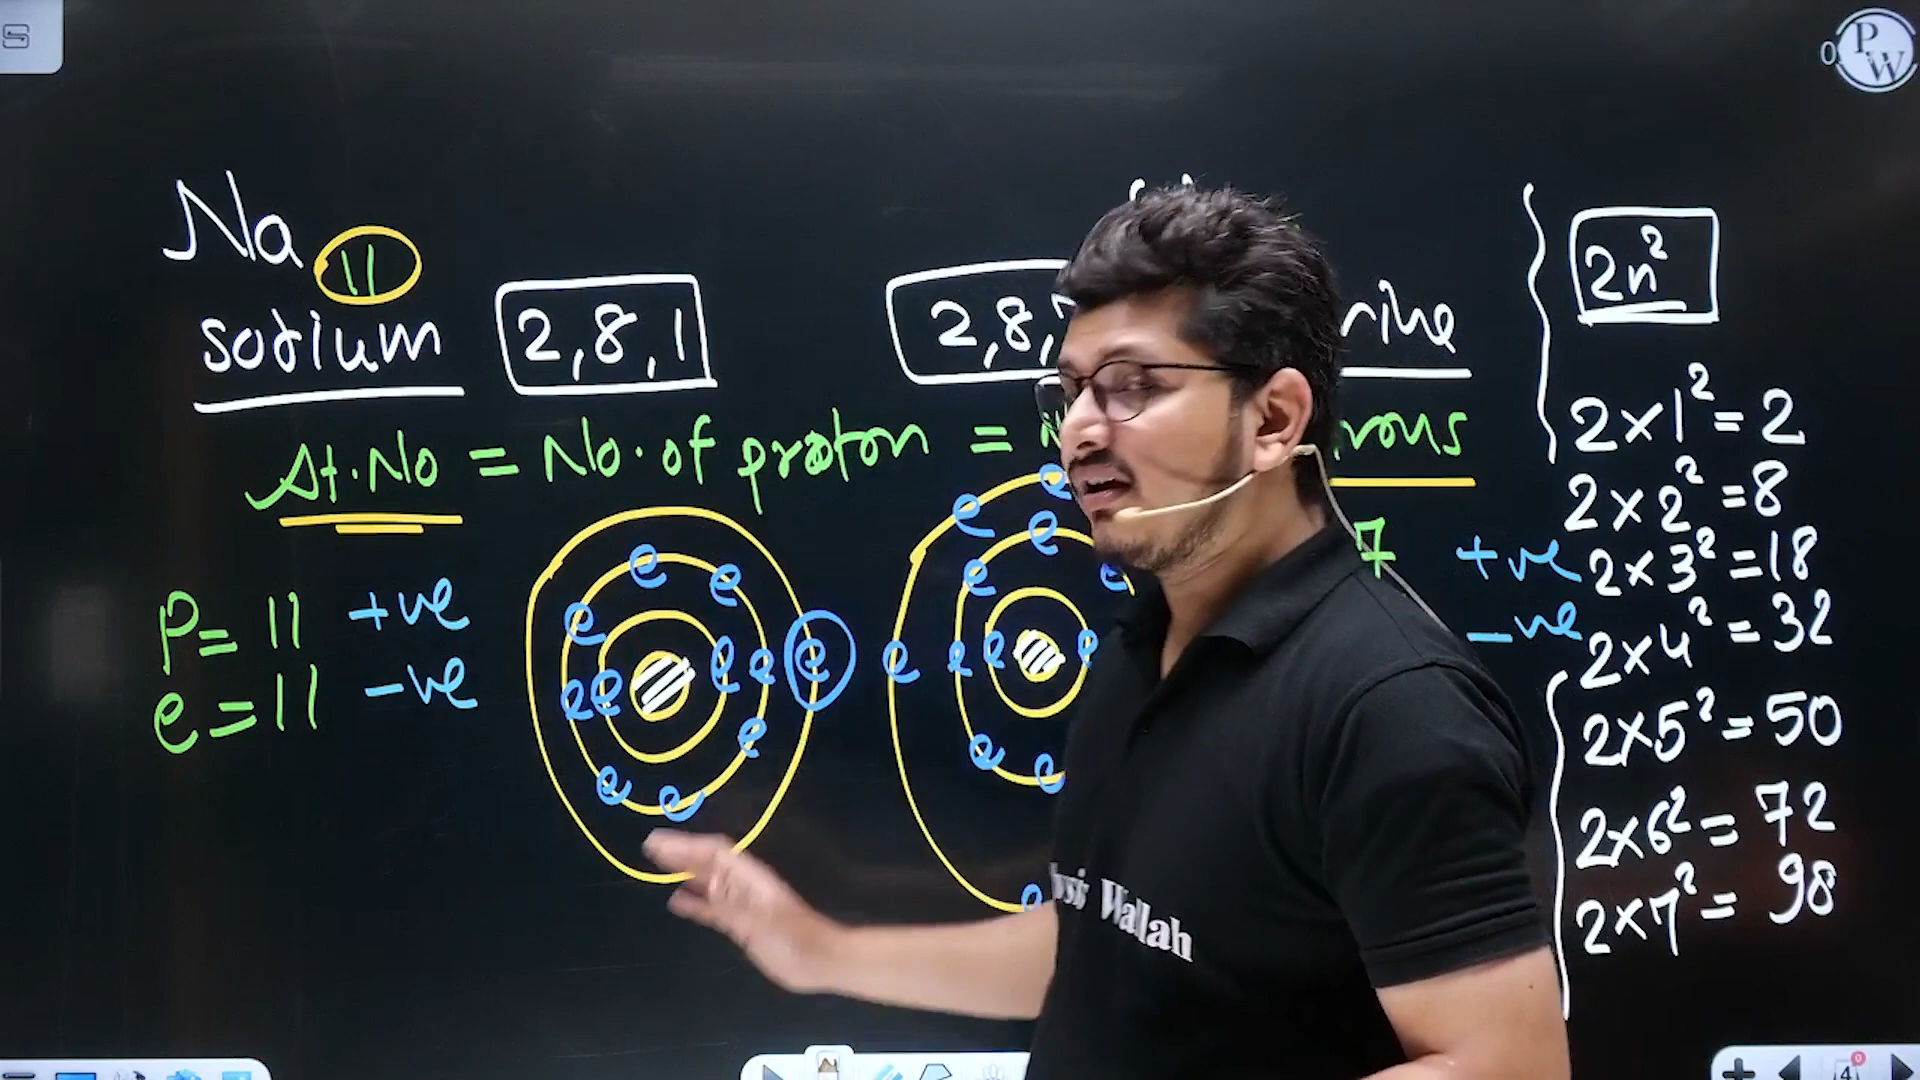 PW
Na 11
sodium
2,8,1
2,8,
rine
2n²
At.No = No. of proton =
rons
P = 11 +ve
e = 11 -ve
e e e e e e e e e e e
e e e e e e e e e e e
7 +ve
-ve
2×1² = 2
2×2² = 8
2×3² = 18
2×4² = 32
2×5² = 50
2×6² = 72
2×7² = 98
Wallah
4